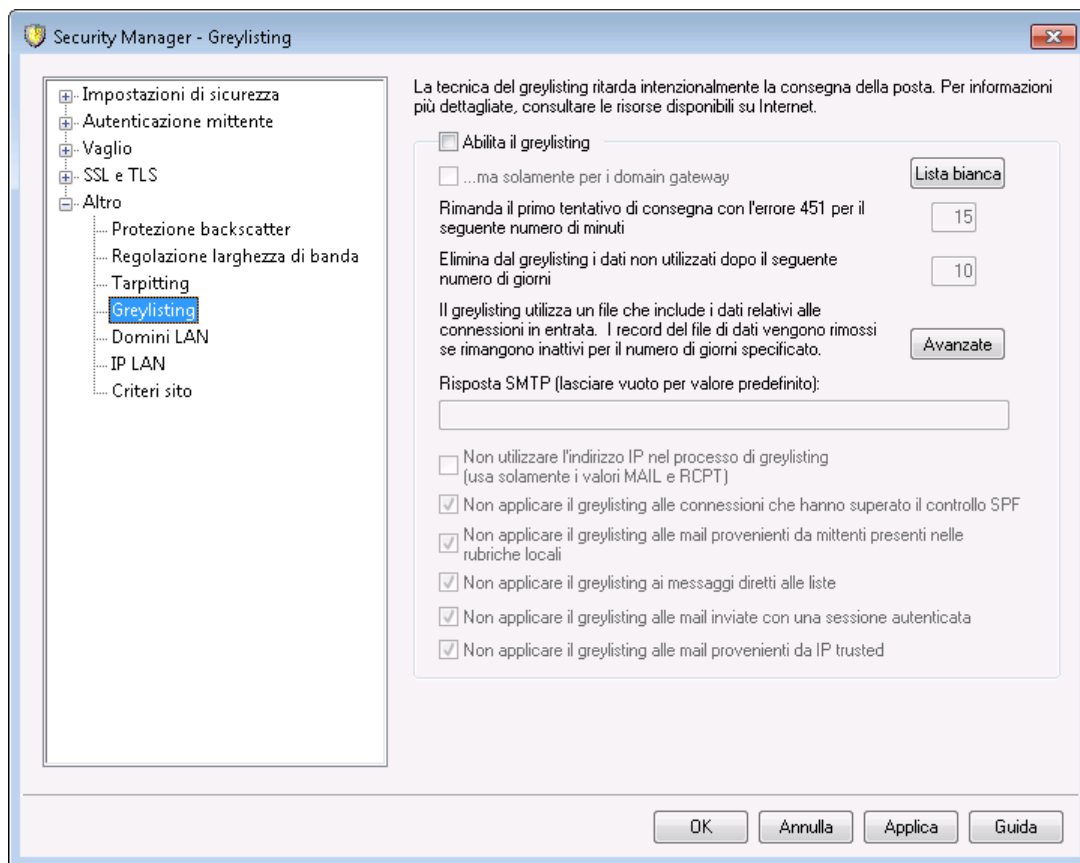 Security Manager - Greylisting
Impostazioni di sicurezza
Autenticazione mittente
Vaglio
SSL e TLS
Altro
Protezione backscatter
Regolazione larghezza di banda
Tarpitting
Greylisting
Domini LAN
IP LAN
Criteri sito
La tecnica del greylisting ritarda intenzionalmente la consegna della posta. Per informazioni
più dettagliate, consultare le risorse disponibili su Internet.
Abilita il greylisting
...ma solamente per i domain gateway
Lista bianca
Rimanda il primo tentativo di consegna con l'errore 451 per il
seguente numero di minuti
15
Elimina dal greylisting i dati non utilizzati dopo il seguente
numero di giorni
10
Il greylisting utilizza un file che include i dati relativi alle
connessioni in entrata. I record del file di dati vengono rimossi
se rimangono inattivi per il numero di giorni specificato.
Avanzate
Risposta SMTP (lasciare vuoto per valore predefinito):
Non utilizzare l'indirizzo IP nel processo di greylisting
(usa solamente i valori MAIL e RCPT)
Non applicare il greylisting alle connessioni che hanno superato il controllo SPF
Non applicare il greylisting alle mail provenienti da mittenti presenti nelle
rubriche locali
Non applicare il greylisting ai messaggi diretti alle liste
Non applicare il greylisting alle mail inviate con una sessione autenticata
Non applicare il greylisting alle mail provenienti da IP trusted
OK
Annulla
Applica
Guida